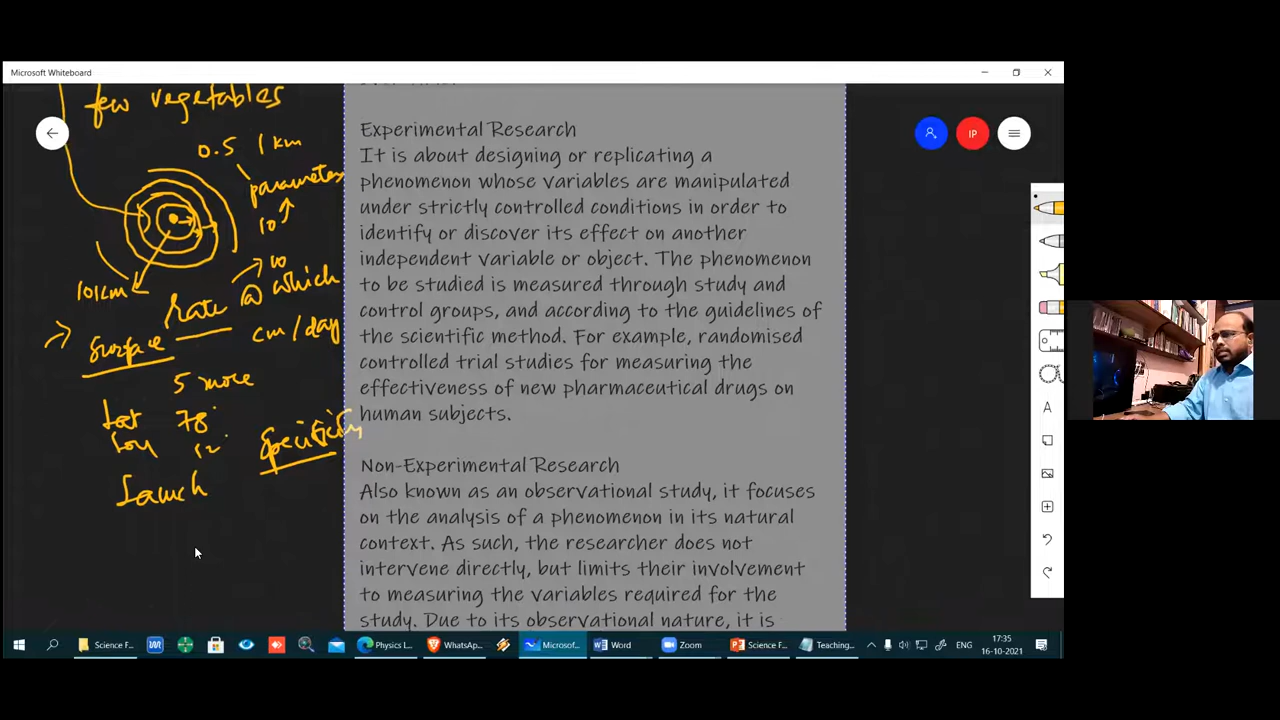 Microsoft Whiteboard
few vegetables
0.5 1 km
parameters
10
10
101km
Rate @ which
Surface
cm/day
5 more
78°
12°
Specificity
Launch
Experimental Research
It is about designing or replicating a
phenomenon whose variables are manipulated
under strictly controlled conditions in order to
identify or discover its effect on another
independent variable or object. The phenomenon
to be studied is measured through study and
control groups, and according to the guidelines of
the scientific method. For example, randomised
controlled trial studies for measuring the
effectiveness of new pharmaceutical drugs on
human subjects.
Non-Experimental Research
Also known as an observational study, it focuses
on the analysis of a phenomenon in its natural
context. As such, the researcher does not
intervene directly, but limits their involvement
to measuring the variables required for the
study. Due to its observational nature, it is
IP
A
Science F...
Physics L...
WhatsAp...
Microsof...
Word
Zoom
Science F...
Teaching...
ENG
17:35
16-10-2021